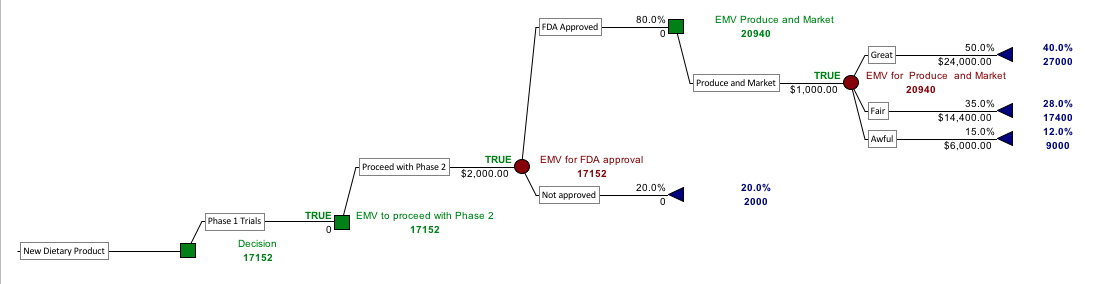 FDA Approved
80.0%
0
EMV Produce and Market
20940
Produce and Market
TRUE
$1,000.00
EMV for  Produce  and Market
20940
Great
50.0%
$24,000.00
40.0%
27000
Fair
35.0%
$14,400.00
28.0%
17400
Awful
15.0%
$6,000.00
12.0%
9000
Proceed with Phase 2
TRUE
$2,000.00
EMV for FDA approval
17152
Not approved
20.0%
0
20.0%
2000
Phase 1 Trials
TRUE
0
EMV to proceed with Phase 2
17152
New Dietary Product
Decision
17152